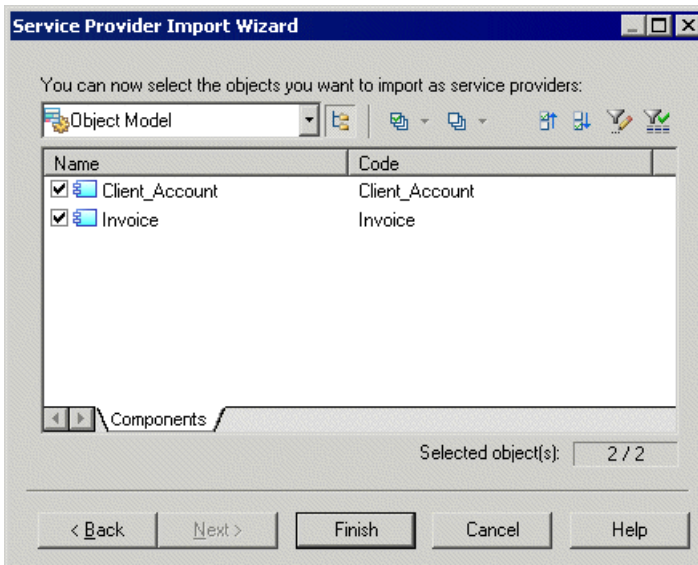 Service Provider Import Wizard
You can now select the objects you want to import as service providers:
Object Model
Name Code
Client_Account Client_Account
Invoice Invoice
Components
Selected object(s): 2 / 2
< Back Next > Finish Cancel Help